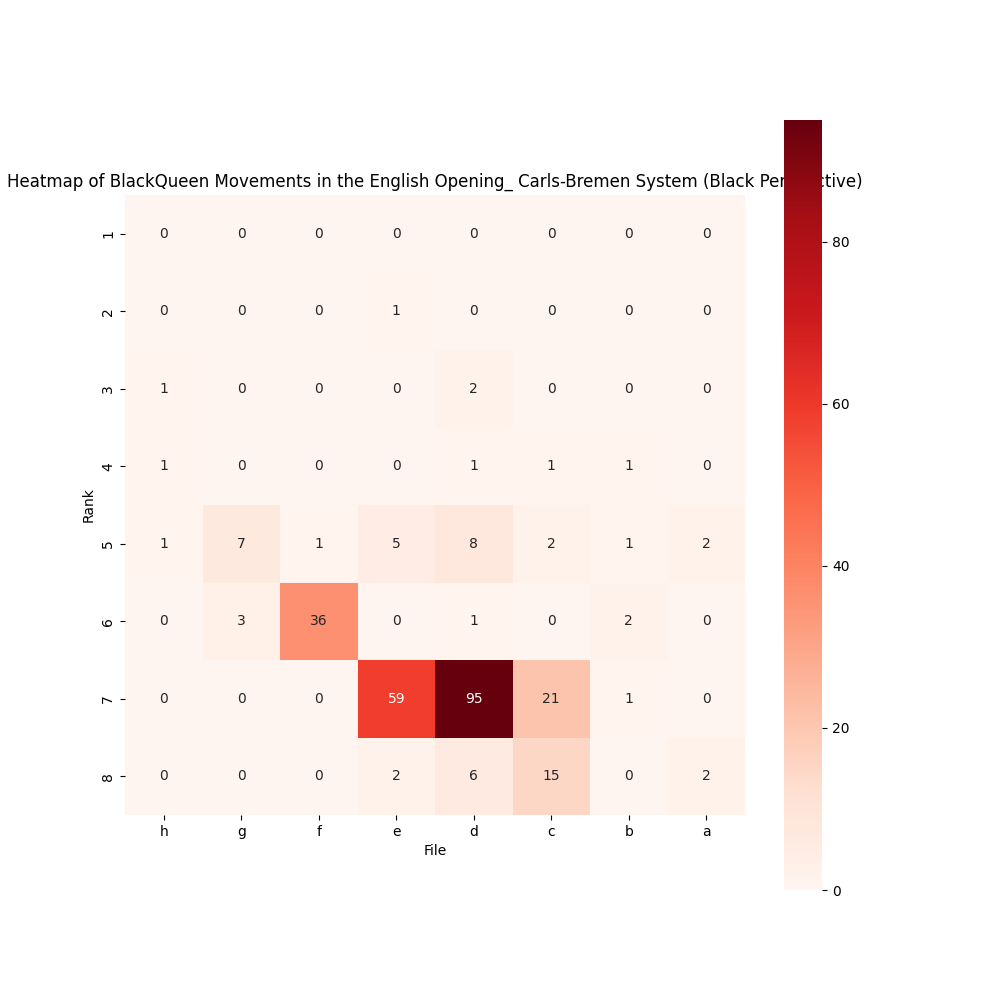 Heatmap of BlackQueen Movements in the English Opening_ Carls-Bremen System (Black Perspective)
Rank
1 0 0 0 0 0 0 0 0
2 0 0 0 1 0 0 0 0
3 1 0 0 0 2 0 0 0
4 1 0 0 0 1 1 1 0
5 1 7 1 5 8 2 1 2
6 0 3 36 0 1 0 2 0
7 0 0 0 59 95 21 1 0
8 0 0 0 2 6 15 0 2
h g f e d c b a
File
80
60
40
20
0